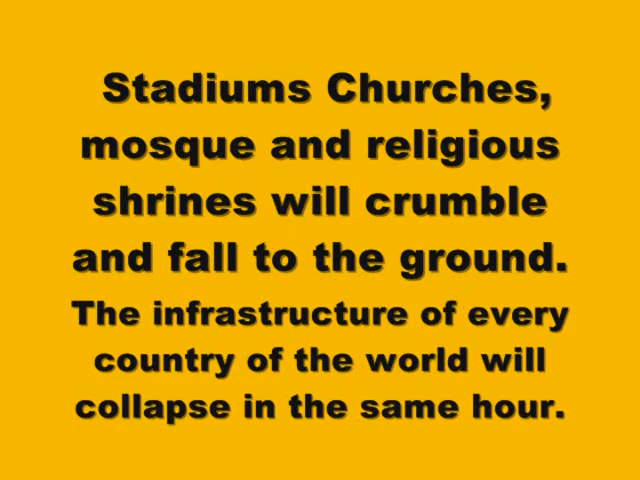 Stadiums Churches,
mosque and religious
shrines will crumble
and fall to the ground.
The infrastructure of every
country of the world will
collapse in the same hour.